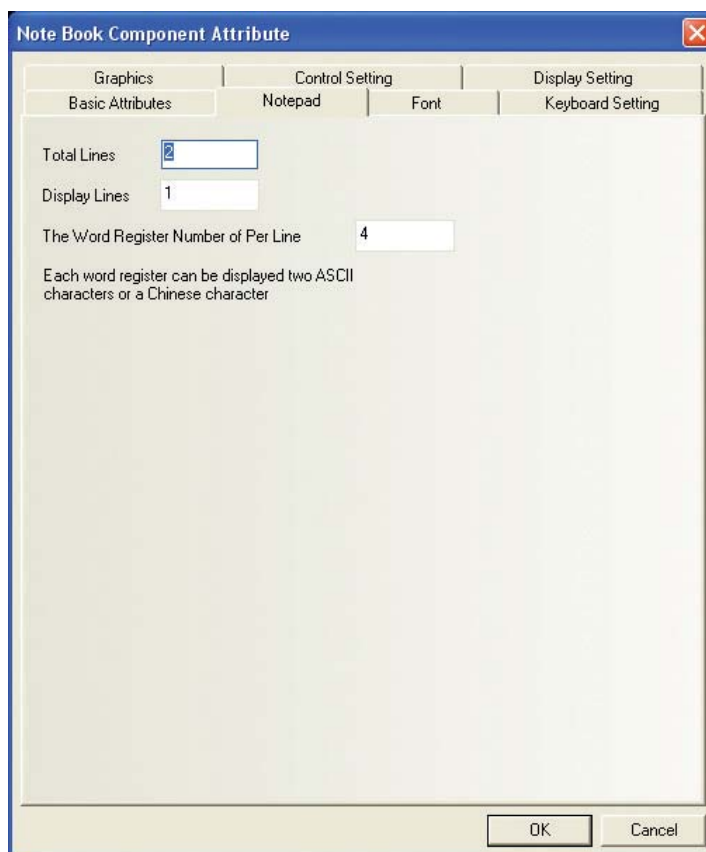 Note Book Component Attribute
Graphics Control Setting Display Setting
Basic Attributes Notepad Font Keyboard Setting
Total Lines 2
Display Lines 1
The Word Register Number of Per Line 4
Each word register can be displayed two ASCII
characters or a Chinese character
OK Cancel